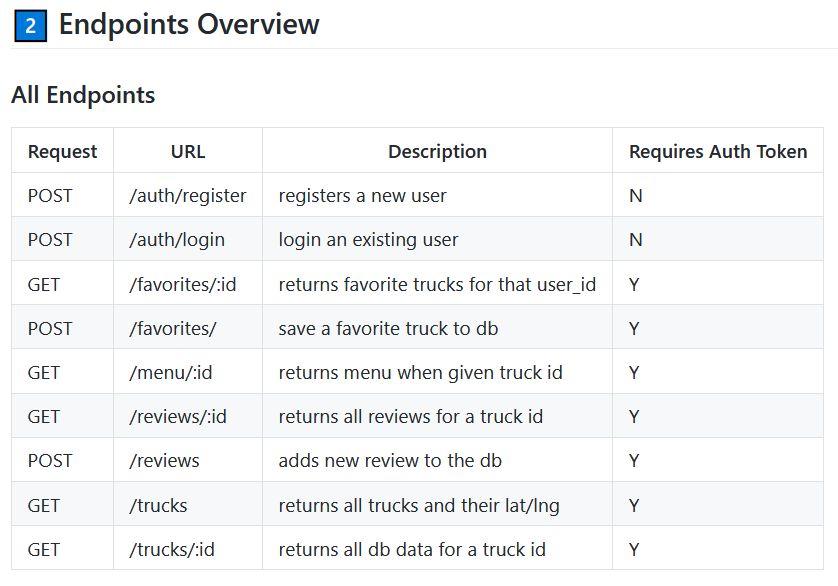 2 Endpoints Overview
All Endpoints
Request URL Description Requires Auth Token
POST /auth/register registers a new user N
POST /auth/login login an existing user N
GET /favorites/:id returns favorite trucks for that user_id Y
POST /favorites/ save a favorite truck to db Y
GET /menu/:id returns menu when given truck id Y
GET /reviews/:id returns all reviews for a truck id Y
POST /reviews adds new review to the db Y
GET /trucks returns all trucks and their lat/lng Y
GET /trucks/:id returns all db data for a truck id Y